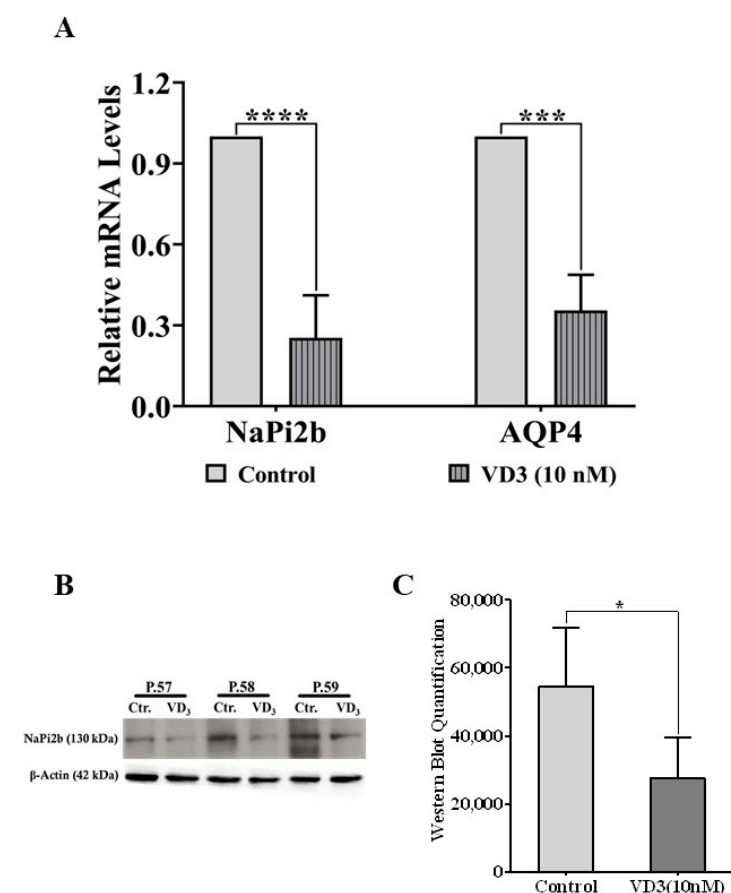 A
Relative mRNA Levels
1.2
0.9
0.6
0.3
0.0
****
***
NaPi2b
AQP4
Control
VD3 (10 nM)
B
P.57 P.58 P.59
Ctr. VD₃ Ctr. VD₃ Ctr. VD₃
NaPi2b (130 kDa)
β-Actin (42 kDa)
C
Western Blot Quantification
80,000
60,000
40,000
20,000
0
*
Control VD3(10nM)